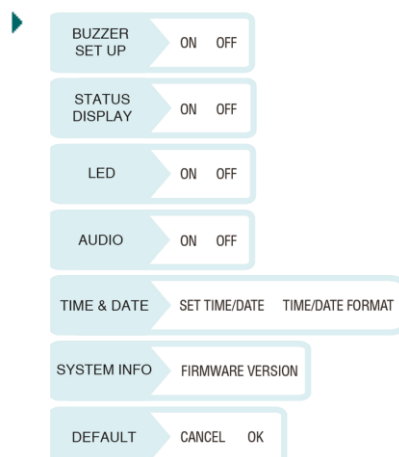 BUZZER
SET UP
ON OFF
STATUS
DISPLAY
ON OFF
LED ON OFF
AUDIO ON OFF
TIME & DATE SET TIME/DATE TIME/DATE FORMAT
SYSTEM INFO FIRMWARE VERSION
DEFAULT CANCEL OK